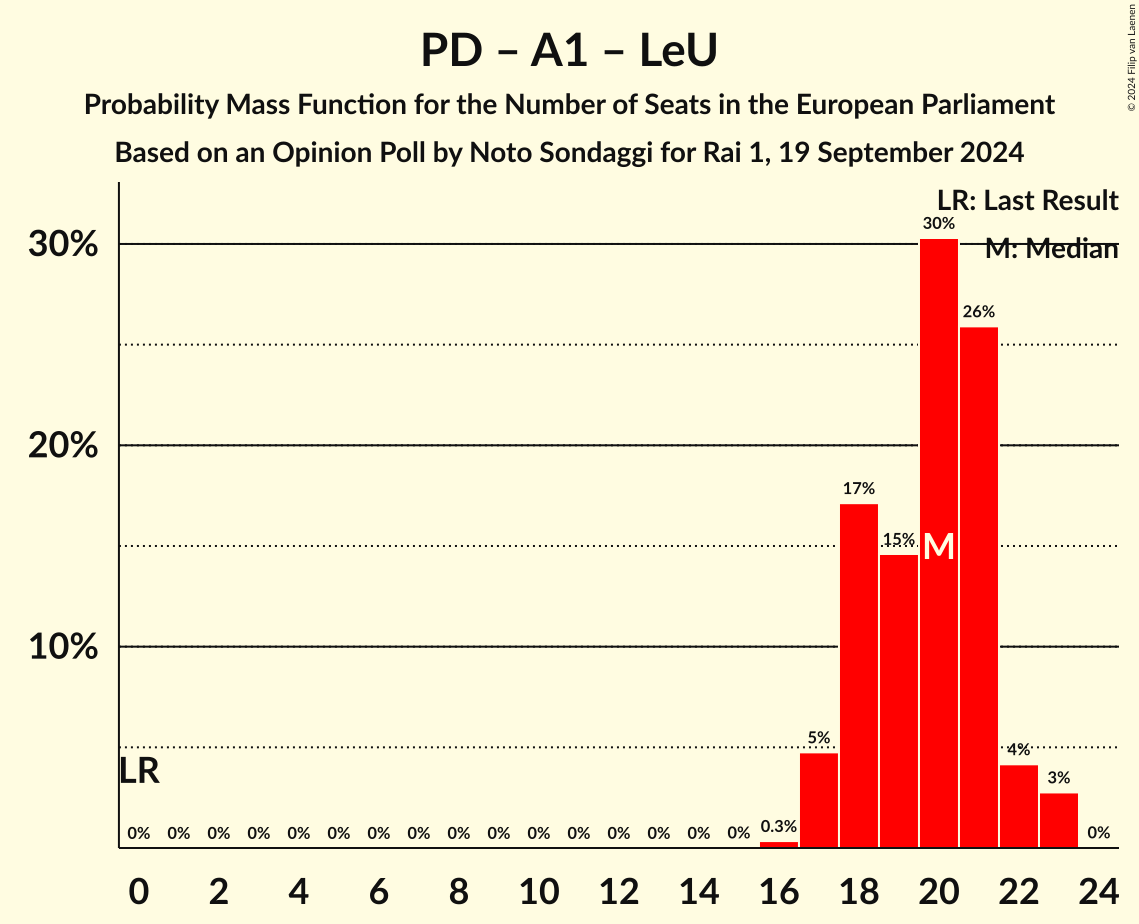 © 2024 Filip van Laenen
PD – A1 – LeU
Probability Mass Function for the Number of Seats in the European Parliament
Based on an Opinion Poll by Noto Sondaggi for Rai 1, 19 September 2024
LR: Last Result
M: Median
30%
20%
10%
30%
26%
17%
15%
M
5%
4%
3%
LR
0% 0% 0% 0% 0% 0% 0% 0% 0% 0% 0% 0% 0% 0% 0% 0% 0.3% 0%
0 2 4 6 8 10 12 14 16 18 20 22 24